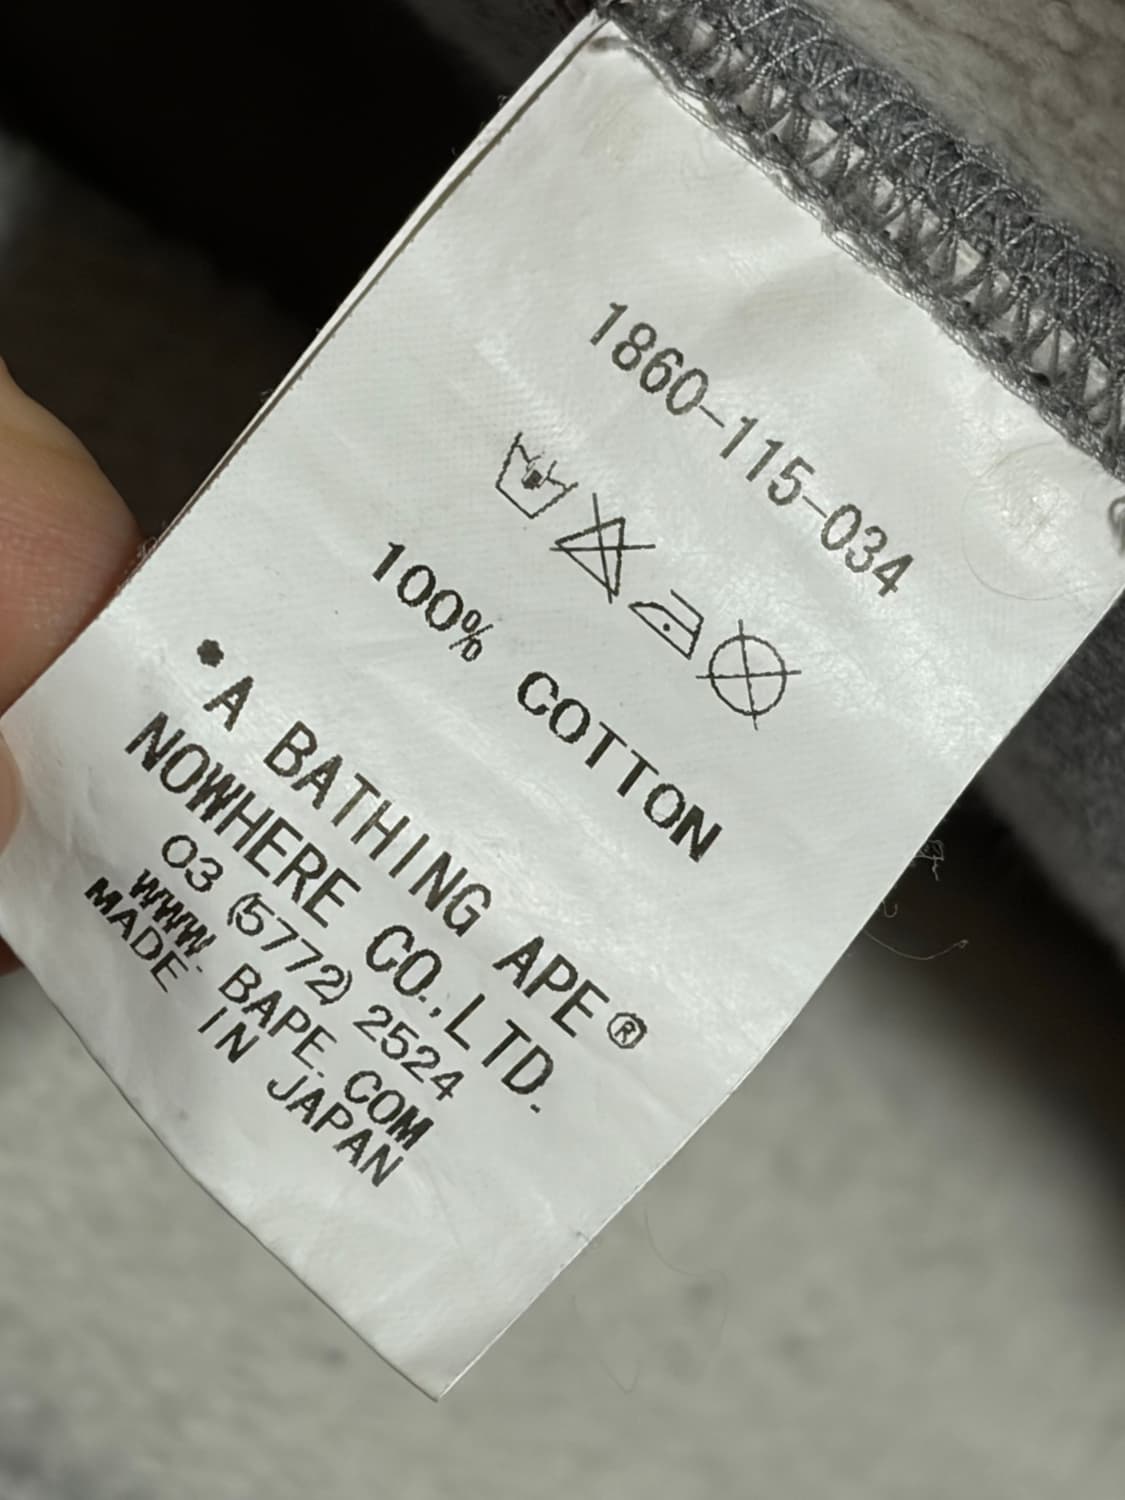 1860-115-034
100% COTTON
•A BATHING APE®
NOWHERE CO.,LTD.
03 (5772) 2524
WWW. BAPE. COM
MADE IN JAPAN